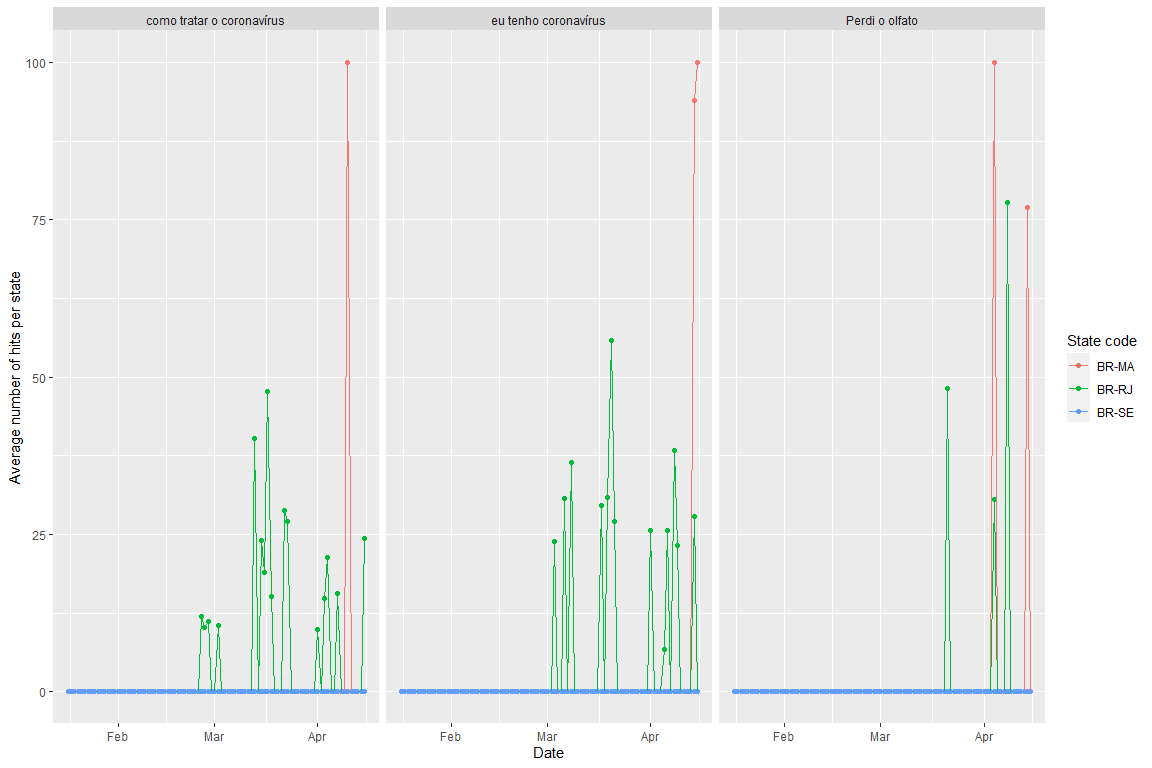 como tratar o coronavírus
eu tenho coronavírus
Perdi o olfato
Average number of hits per state
100
75
50
25
0
Feb
Mar
Apr
Feb
Mar
Apr
Feb
Mar
Apr
Date
State code
BR-MA
BR-RJ
BR-SE